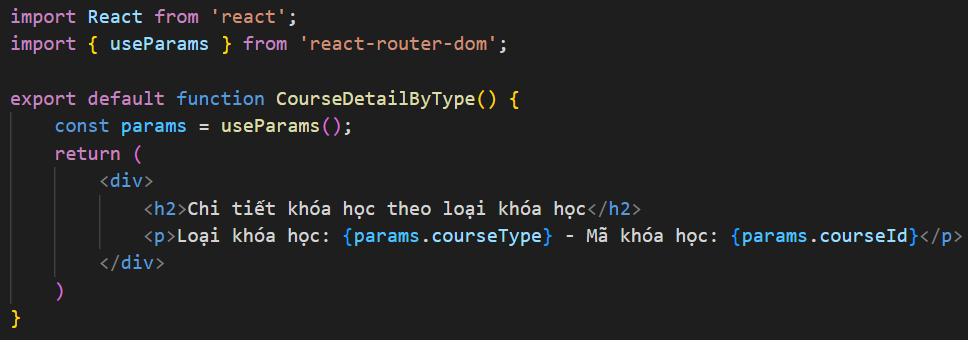 import React from 'react';
import { useParams } from 'react-router-dom';
export default function CourseDetailByType() {
const params = useParams();
return (
<div>
<h2>Chi tiết khóa học theo loại khóa học</h2>
<p>Loại khóa học: {params.courseType} - Mã khóa học: {params.courseId}</p>
</div>
)
}